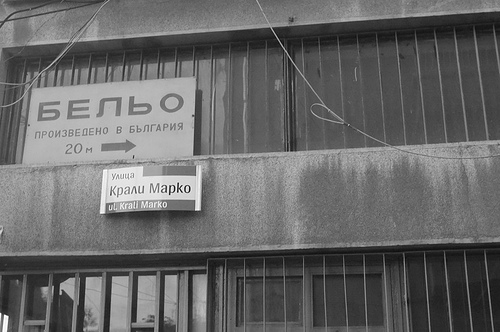 БЕЛЬО
ПРОИЗВЕДЕНО В БЪЛГАРИЯ
20 м
Улица
Крали Марко
ul. Krali Marko